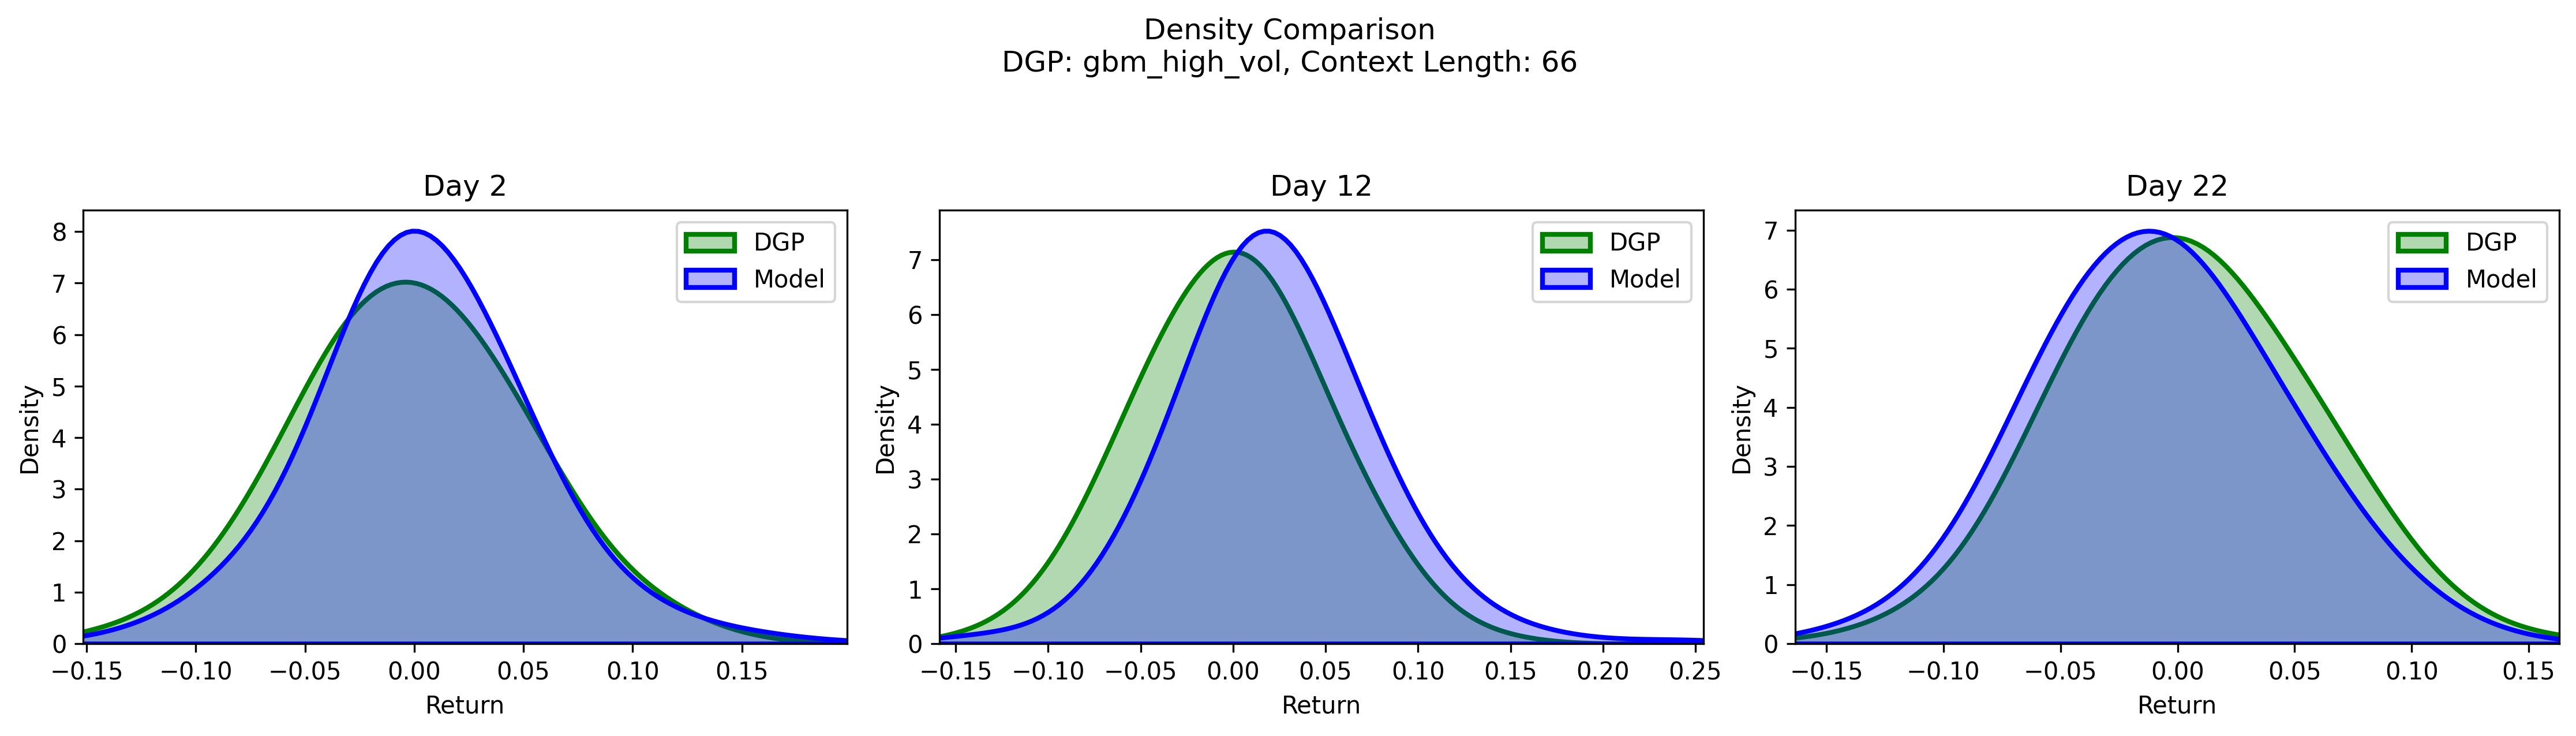 Density Comparison
DGP: gbm_high_vol, Context Length: 66
Day 2
8
7
6
5
4
3
2
1
0
Density
−0.15 −0.10 −0.05 0.00 0.05 0.10 0.15
Return
DGP
Model
Day 12
7
6
5
4
3
2
1
0
Density
−0.15 −0.10 −0.05 0.00 0.05 0.10 0.15 0.20 0.25
Return
DGP
Model
Day 22
7
6
5
4
3
2
1
0
Density
−0.15 −0.10 −0.05 0.00 0.05 0.10 0.15
Return
DGP
Model